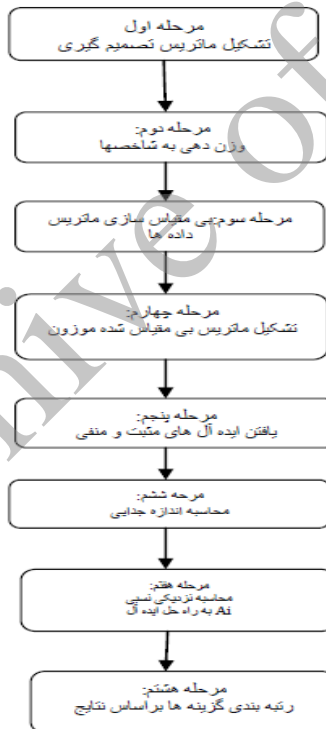 مرحله اول
تشکیل ماتریس تصمیم گیری
مرحله دوم:
وزن دهی به شاخصها
مرحله سوم:بی مقیاس سازی ماتریس
داده ها
مرحله چهارم:
تشکیل ماتریس بی مقیاس شده موزون
مرحله پنجم:
یافتن ایده آل های مثبت و منفی
مرحه ششم:
محاسبه اندازه جدایی
مرحله هفتم:
محاسبه نزدیکی نسبی
Ai به راه حل ایده آل
مرحله هشتم:
رتبه بندی گزینه ها براساس نتایج
hive of